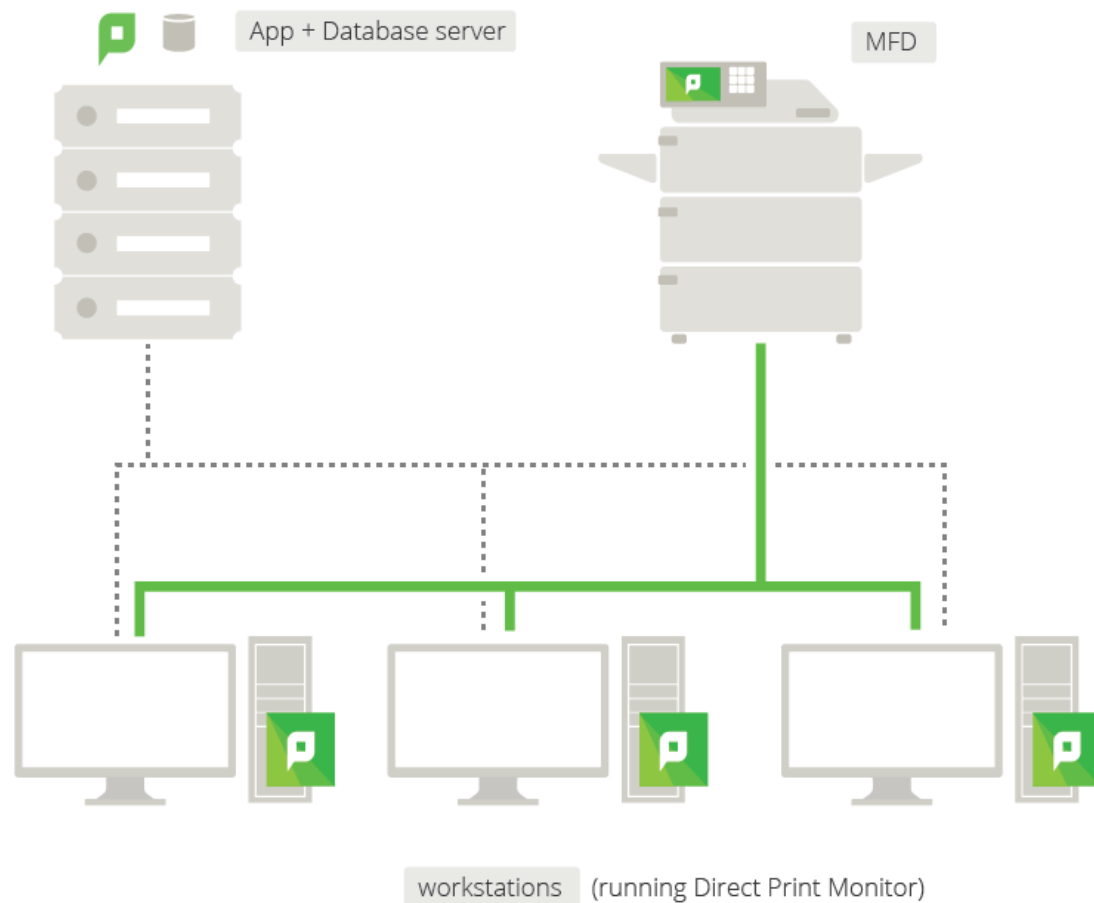 App + Database server
MFD
workstations (running Direct Print Monitor)